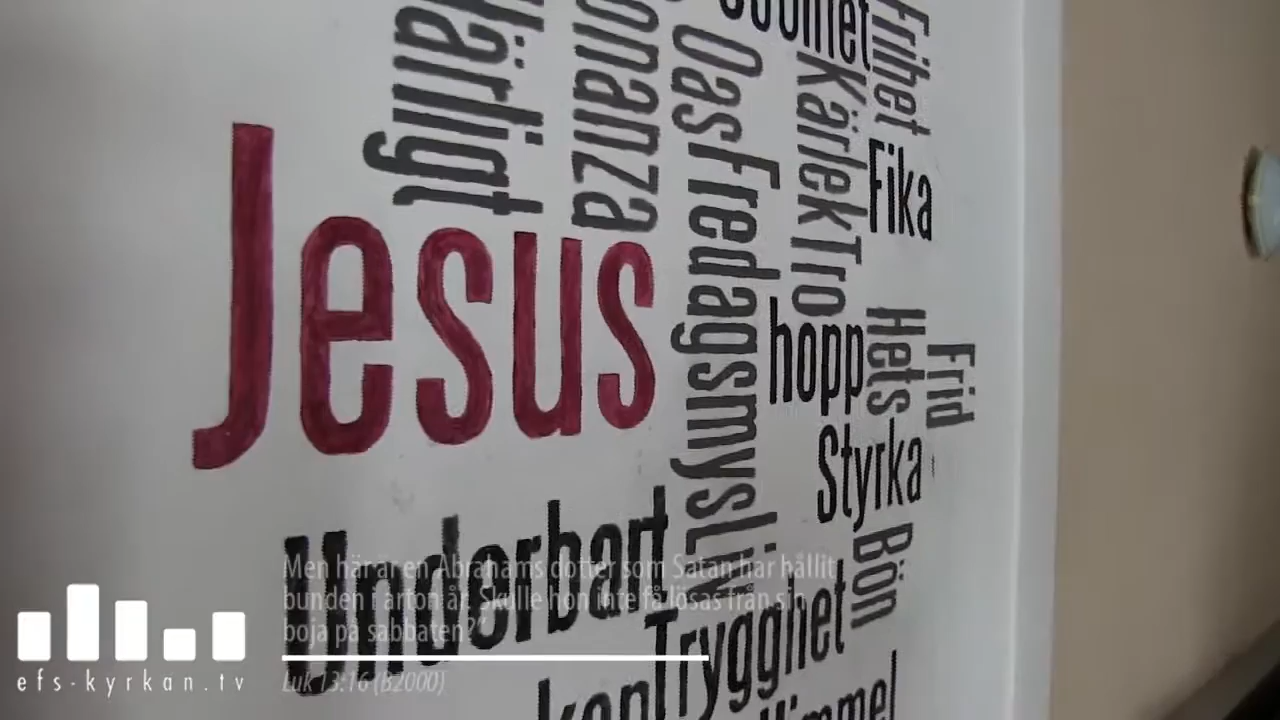 Frihet
Härligt
Oas
Kärlek
Fika
Jesus
Fredagsmys
Tro
hopp
Hets
Frid
Styrka
Underbart
Liv
Bön
Trygghet
Himmel
Men här är en Abrahams dotter som Satan har hållit
bunden i arton år. Skulle hon inte få lösas från sin
boja på sabbaten?”
Luk 13:16 (B2000)
efs-kyrkan.tv